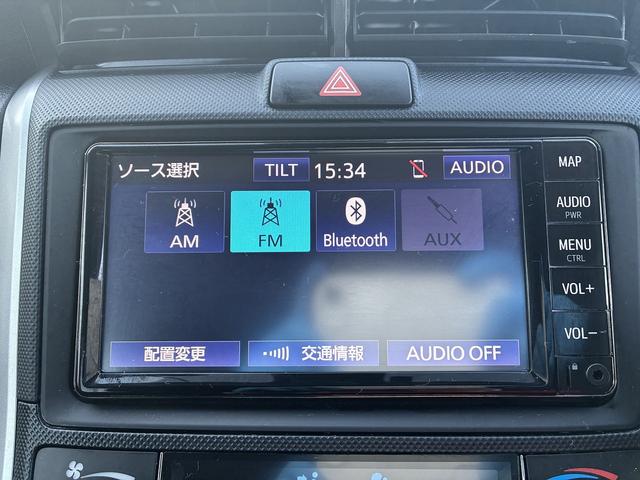 ソース選択 TILT 15:34 AUDIO
AM FM Bluetooth AUX
配置変更 交通情報 AUDIO OFF
MAP
AUDIO
PWR
MENU
CTRL
VOL+
VOL-